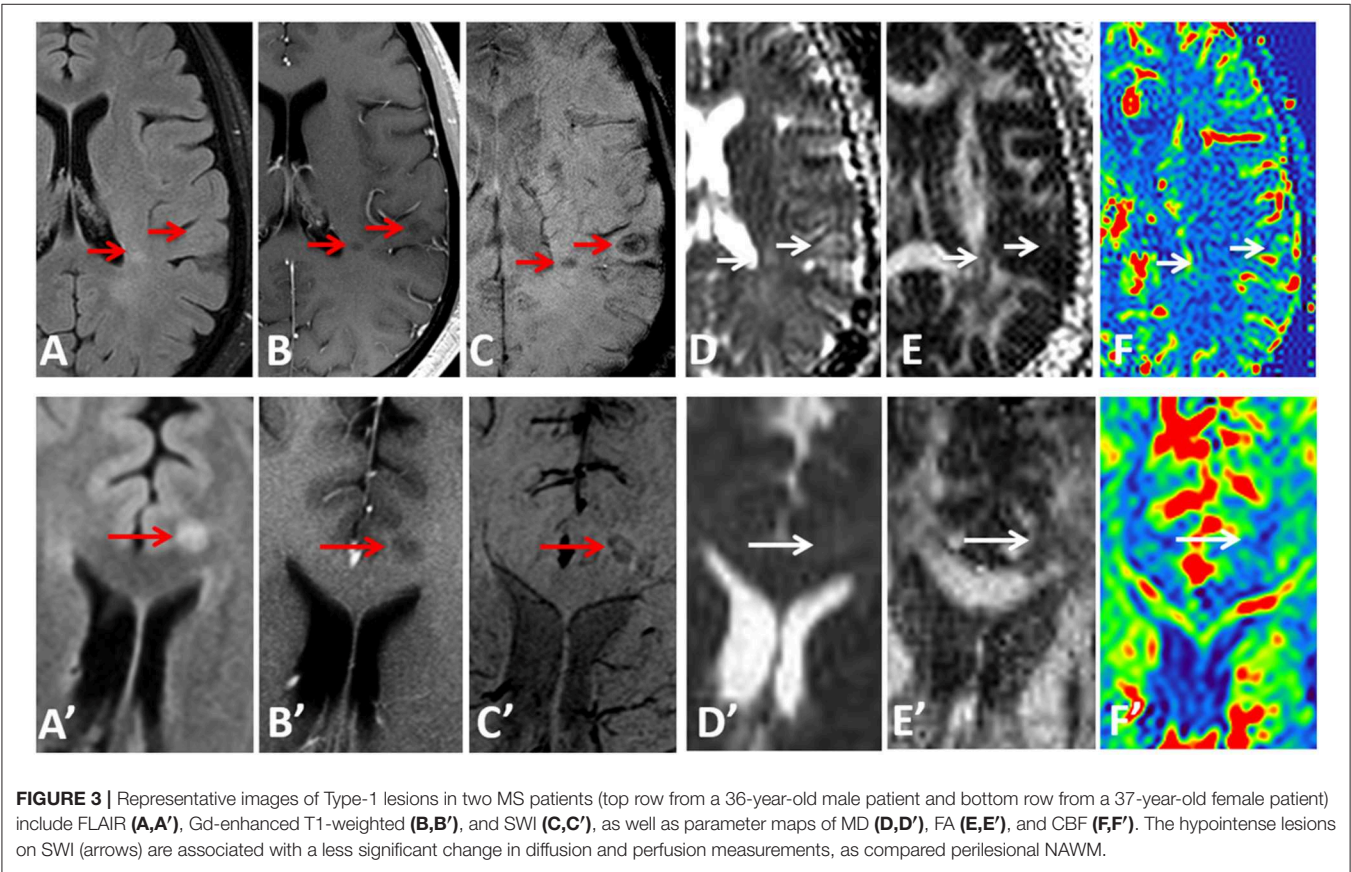 A B C D E F
A′ B′ C′ D′ E′ F′
FIGURE 3 | Representative images of Type-1 lesions in two MS patients (top row from a 36-year-old male patient and bottom row from a 37-year-old female patient)
include FLAIR (A,A′), Gd-enhanced T1-weighted (B,B′), and SWI (C,C′), as well as parameter maps of MD (D,D′), FA (E,E′), and CBF (F,F′). The hypointense lesions
on SWI (arrows) are associated with a less significant change in diffusion and perfusion measurements, as compared perilesional NAWM.